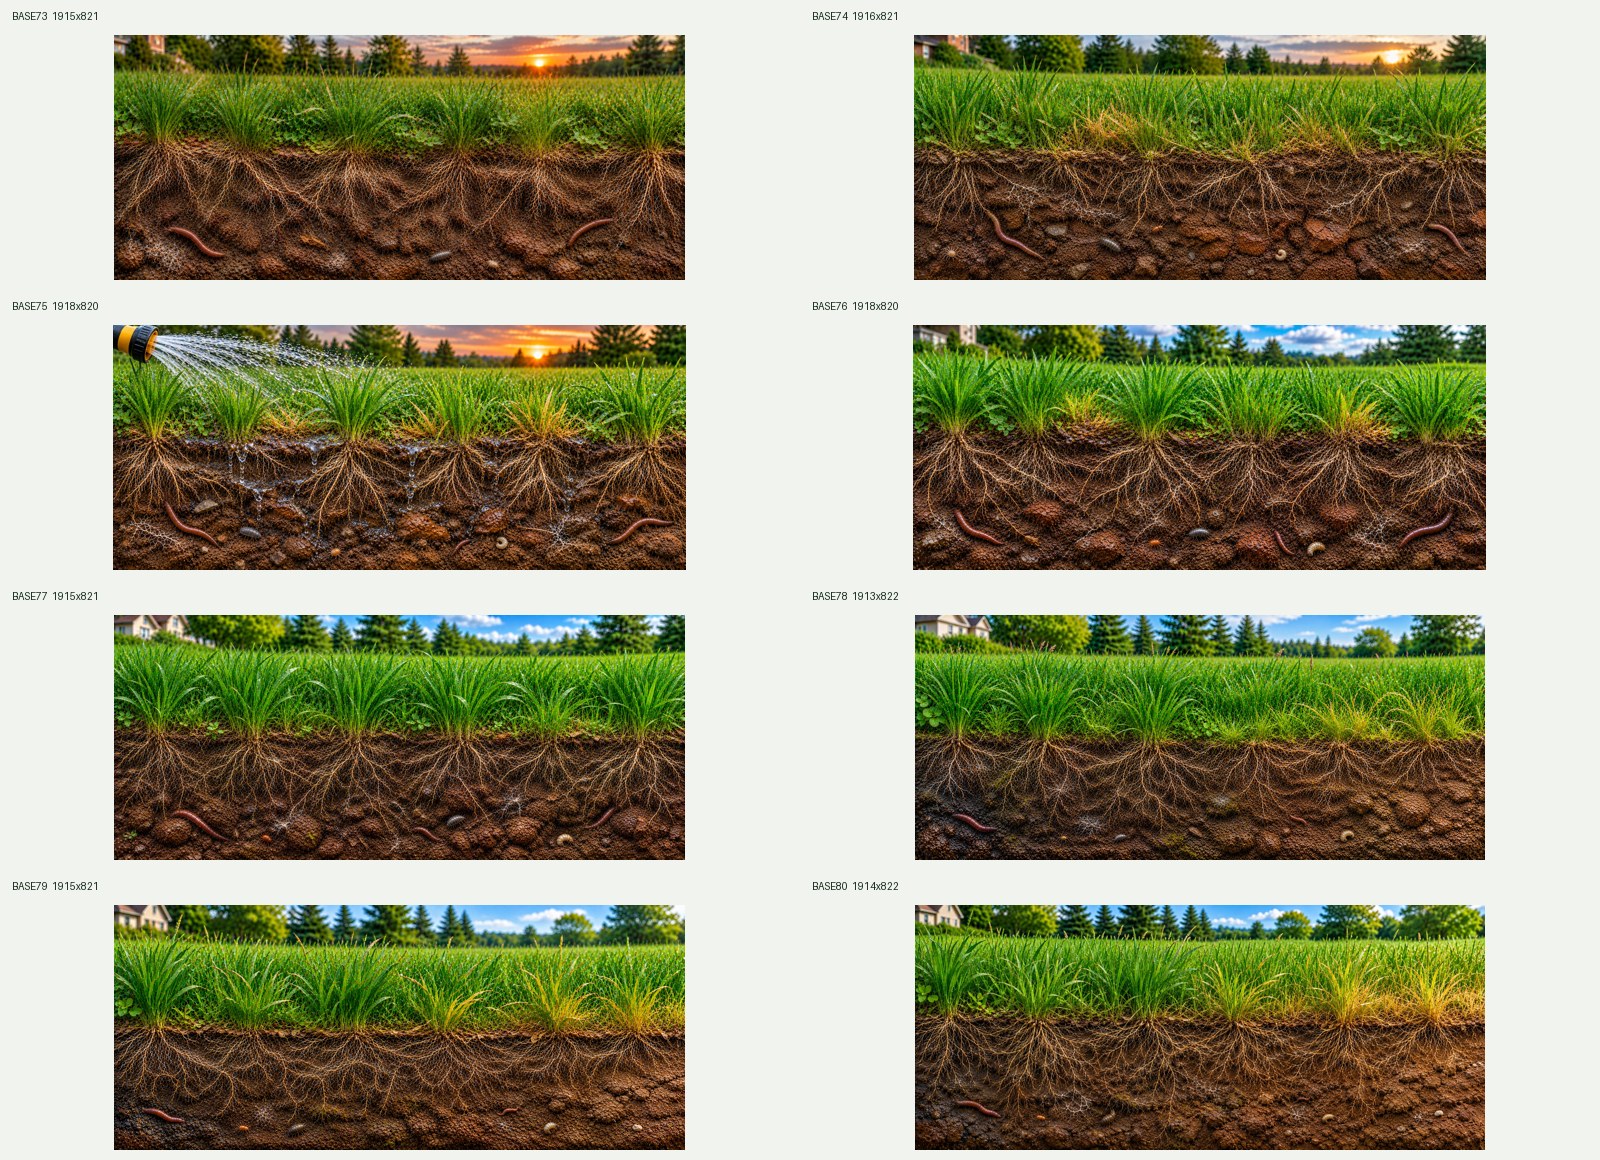 BASE73 1915x821
BASE74 1916x821
BASE75 1918x820
BASE76 1918x820
BASE77 1915x821
BASE78 1913x822
BASE79 1915x821
BASE80 1914x822